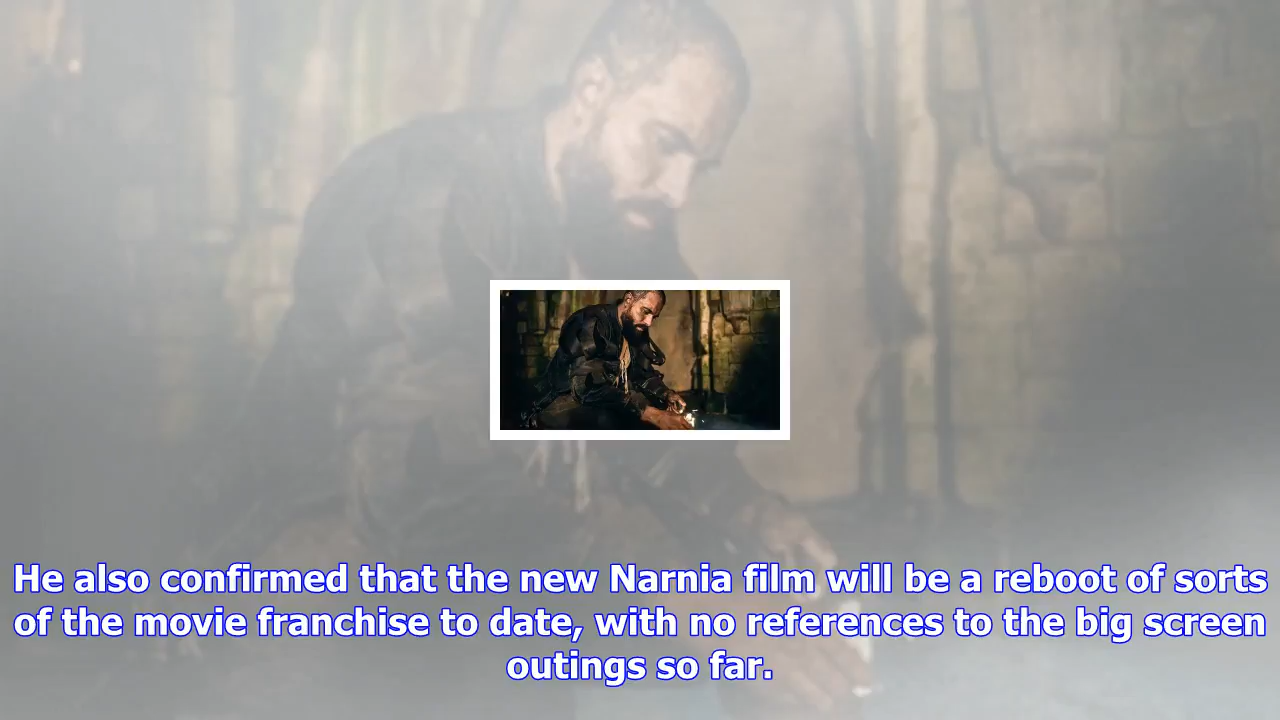 He also confirmed that the new Narnia film will be a reboot of sorts
of the movie franchise to date, with no references to the big screen
outings so far.